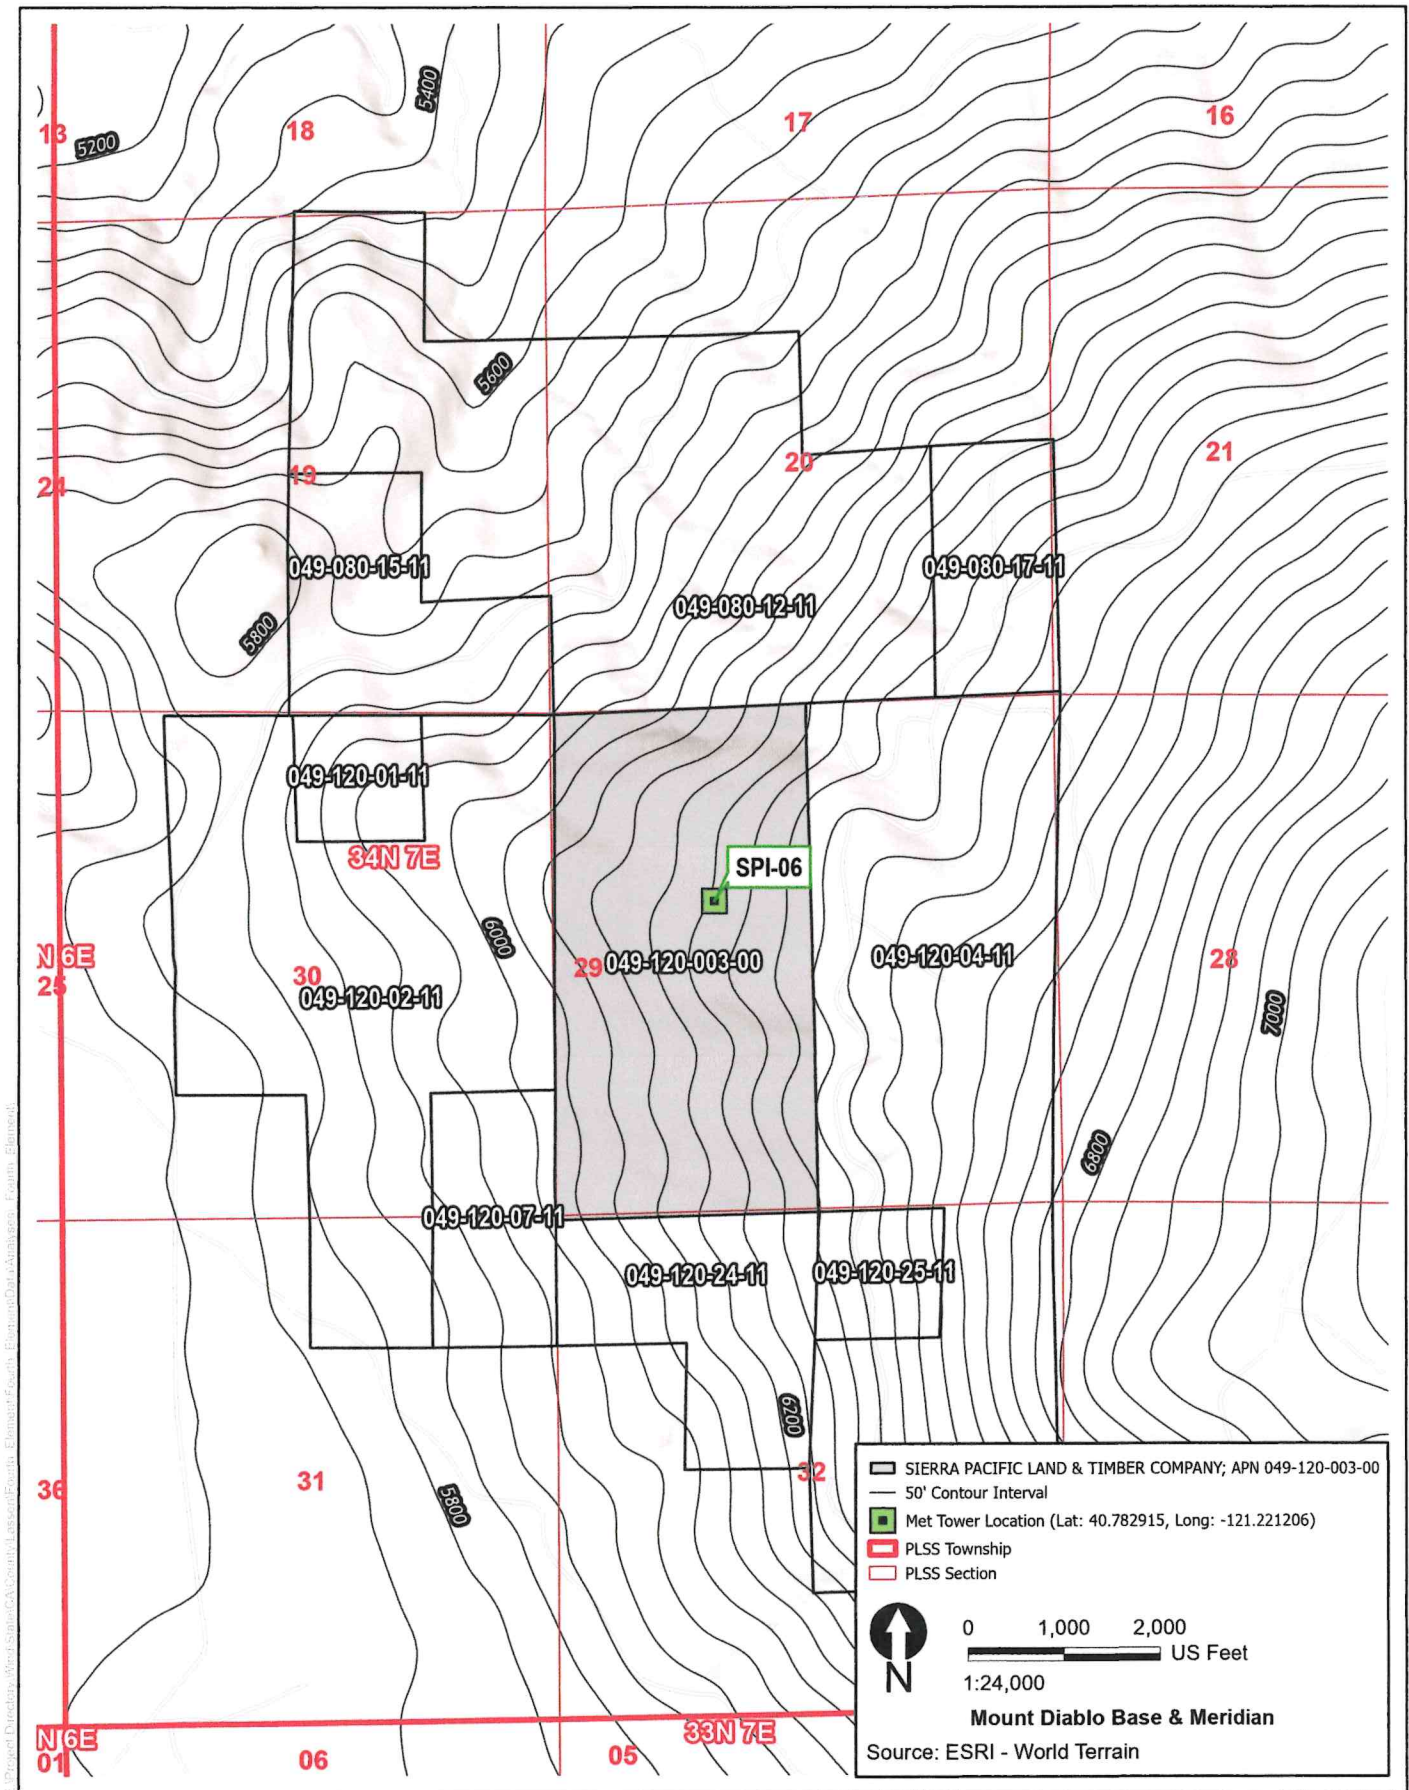 5400
13
5200
18
17
16
5600
19
20
21
24
049-080-15-11
049-080-17-11
049-080-12-11
5800
049-120-01-11
34N 7E
SPI-06
6000
N 6E
25
30
29
049-120-003-00
049-120-04-11
28
049-120-02-11
7000
6800
049-120-07-11
049-120-24-11
049-120-25-11
6200
36
31
32
5800
SIERRA PACIFIC LAND & TIMBER COMPANY; APN 049-120-003-00
50' Contour Interval
Met Tower Location (Lat: 40.782915, Long: -121.221206)
PLSS Township
PLSS Section
N
0 1,000 2,000
US Feet
1:24,000
Mount Diablo Base & Meridian
Source: ESRI - World Terrain
N 6E
01
06
05
33N 7E